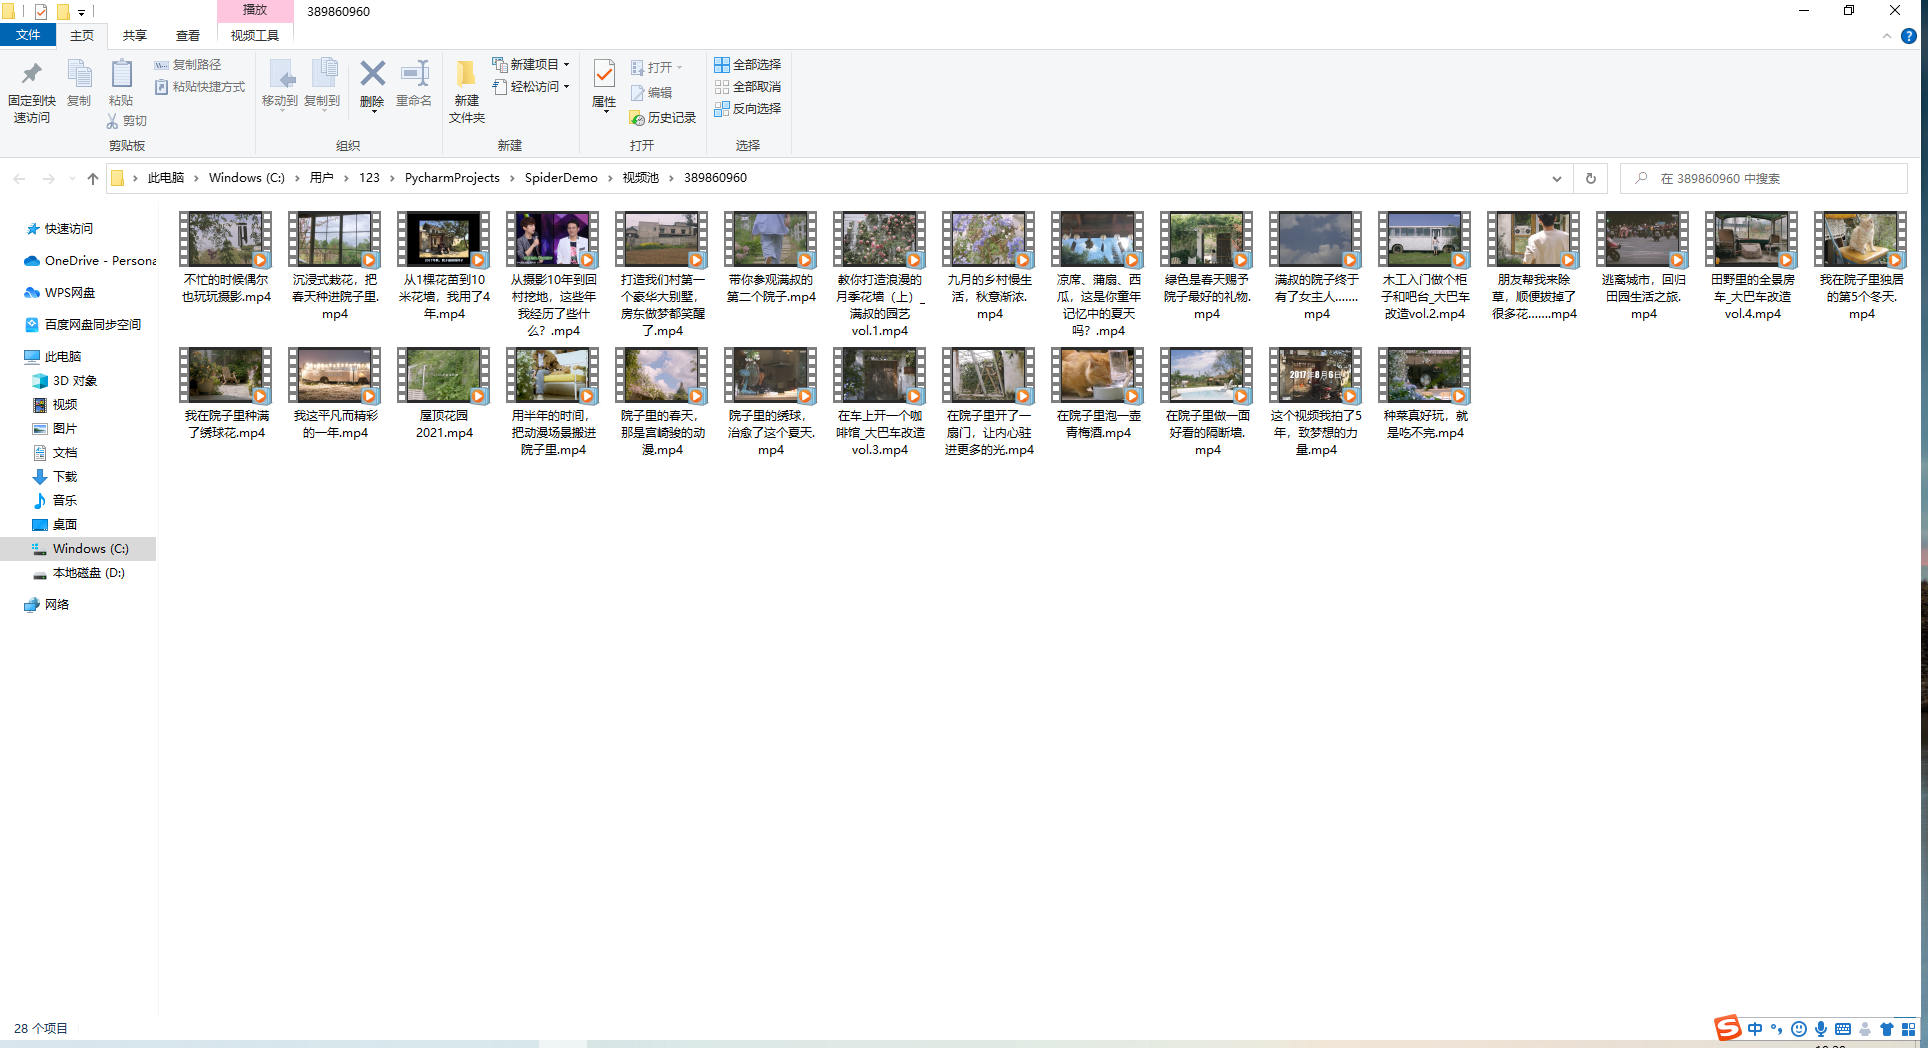 播放
389860960
文件
主页
共享
查看
视频工具
固定到快
速访问
复制
粘贴
复制路径
粘贴快捷方式
剪切
剪贴板
移动到
复制到
删除
重命名
组织
新建
文件夹
新建项目
轻松访问
新建
属性
打开
编辑
历史记录
打开
全部选择
全部取消
反向选择
选择
此电脑 › Windows (C:) › 用户 › 123 › PycharmProjects › SpiderDemo › 视频池 › 389860960
在 389860960 中搜索
快速访问
OneDrive - Persona
WPS网盘
百度网盘同步空间
此电脑
3D 对象
视频
图片
文档
下载
音乐
桌面
Windows (C:)
本地磁盘 (D:)
网络
不忙的时候偶尔
也玩玩摄影.mp4
沉浸式栽花，把
春天种进院子里.
mp4
从1棵花苗到10
米花墙，我用了4
年.mp4
从摄影10年到回
村挖地，这些年
我经历了些什
么？.mp4
打造我们村第一
个豪华大别墅，
房东做梦都笑醒
了.mp4
带你参观满叔的
第二个院子.mp4
教你打造浪漫的
月季花墙（上）_
满叔的园艺
vol.1.mp4
九月的乡村慢生
活，秋意渐浓.
mp4
凉席、蒲扇、西
瓜，这是你童年
记忆中的夏天
吗？.mp4
绿色是春天赐予
院子最好的礼物.
mp4
满叔的院子终于
有了女主人.......
mp4
木工入门做个柜
子和吧台_大巴车
改造vol.2.mp4
朋友帮我来除
草，顺便拔掉了
很多花.......mp4
逃离城市，回归
田园生活之旅.
mp4
田野里的全景房
车_大巴车改造
vol.4.mp4
我在院子里独居
的第5个冬天.
mp4
我在院子里种满
了绣球花.mp4
我这平凡而精彩
的一年.mp4
屋顶花园
2021.mp4
用半年的时间，
把动漫场景搬进
院子里.mp4
院子里的春天，
那是宫崎骏的动
漫.mp4
院子里的绣球，
治愈了这个夏天.
mp4
在车上开一个咖
啡馆_大巴车改造
vol.3.mp4
在院子里开了一
扇门，让内心驻
进更多的光.mp4
在院子里泡一壶
青梅酒.mp4
在院子里做一面
好看的隔断墙.
mp4
2017年8月6日
这个视频我拍了5
年，致梦想的力
量.mp4
种菜真好玩，就
是吃不完.mp4
28 个项目
中